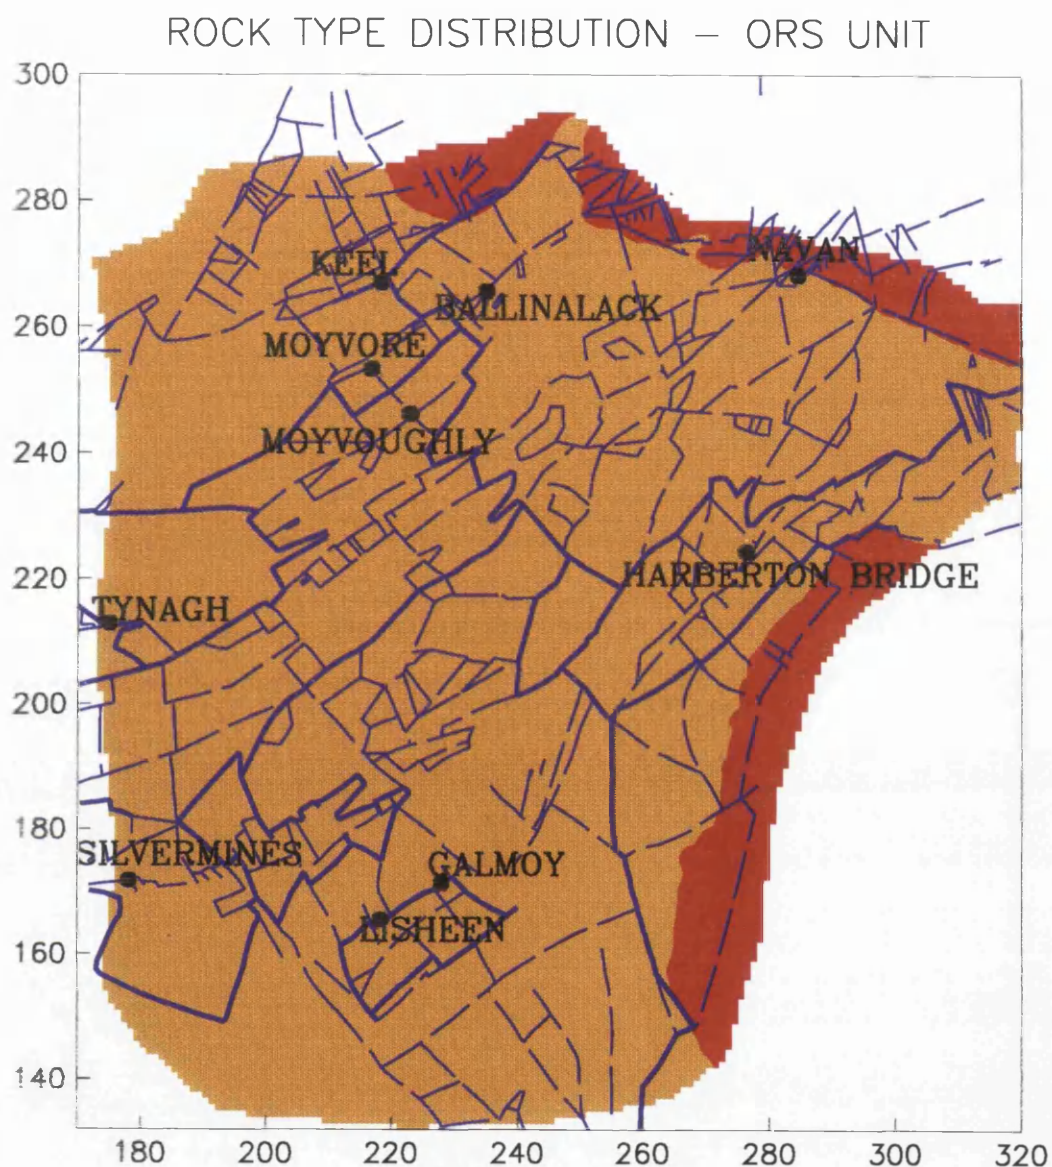 ROCK TYPE DISTRIBUTION – ORS UNIT
300
280
260
240
220
200
180
160
140
NAVAN
KEEL
BALLINALACK
MOYVORE
MOYVOUGHLY
HARBERTON BRIDGE
TYNAGH
SILVERMINES
GALMOY
LISHEEN
180 200 220 240 260 280 300 320